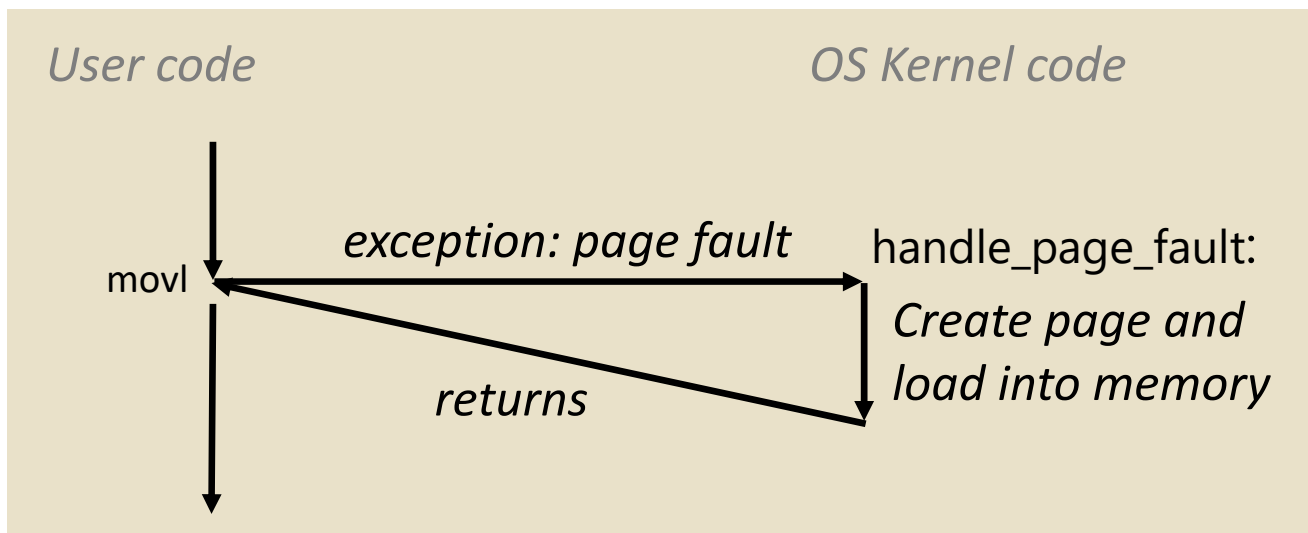 User code
OS Kernel code
exception: page fault
handle_page_fault:
movl
Create page and
load into memory
returns